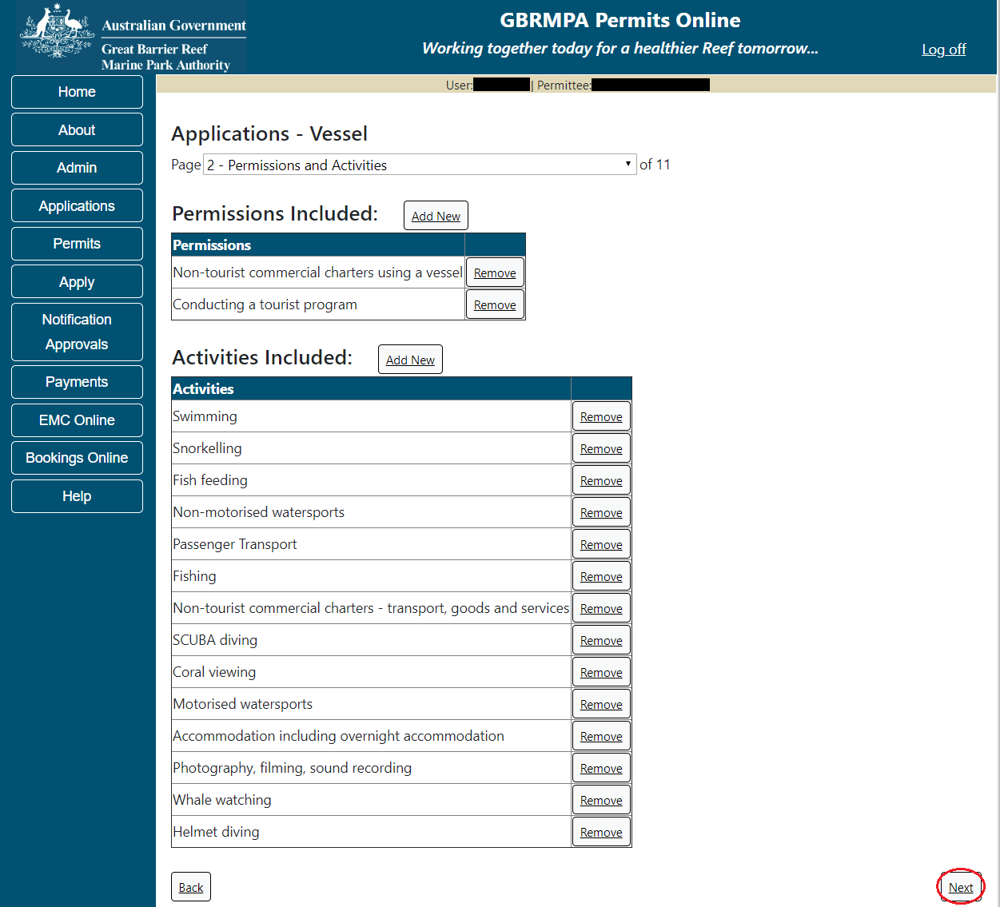 Australian Government
Great Barrier Reef
Marine Park Authority
GBRMPA Permits Online
Working together today for a healthier Reef tomorrow...
Log off
User: | Permittee:
Home
About
Admin
Applications
Permits
Apply
Notification
Approvals
Payments
EMC Online
Bookings Online
Help
Applications - Vessel
Page 2 - Permissions and Activities of 11
Permissions Included: Add New
Permissions
Non-tourist commercial charters using a vessel Remove
Conducting a tourist program Remove
Activities Included: Add New
Activities
Swimming Remove
Snorkelling Remove
Fish feeding Remove
Non-motorised watersports Remove
Passenger Transport Remove
Fishing Remove
Non-tourist commercial charters - transport, goods and services Remove
SCUBA diving Remove
Coral viewing Remove
Motorised watersports Remove
Accommodation including overnight accommodation Remove
Photography, filming, sound recording Remove
Whale watching Remove
Helmet diving Remove
Back Next